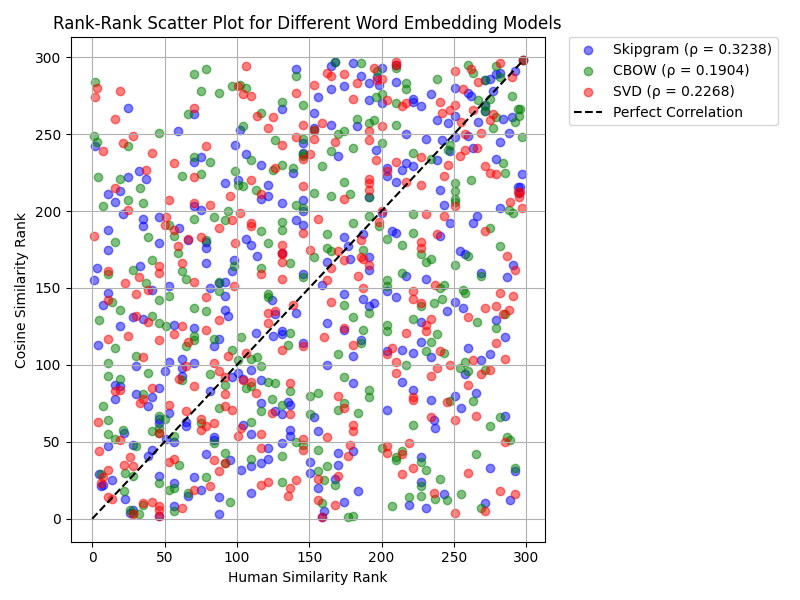 Rank-Rank Scatter Plot for Different Word Embedding Models
Skipgram (ρ = 0.3238)
CBOW (ρ = 0.1904)
SVD (ρ = 0.2268)
Perfect Correlation
Cosine Similarity Rank
300
250
200
150
100
50
0
0 50 100 150 200 250 300
Human Similarity Rank